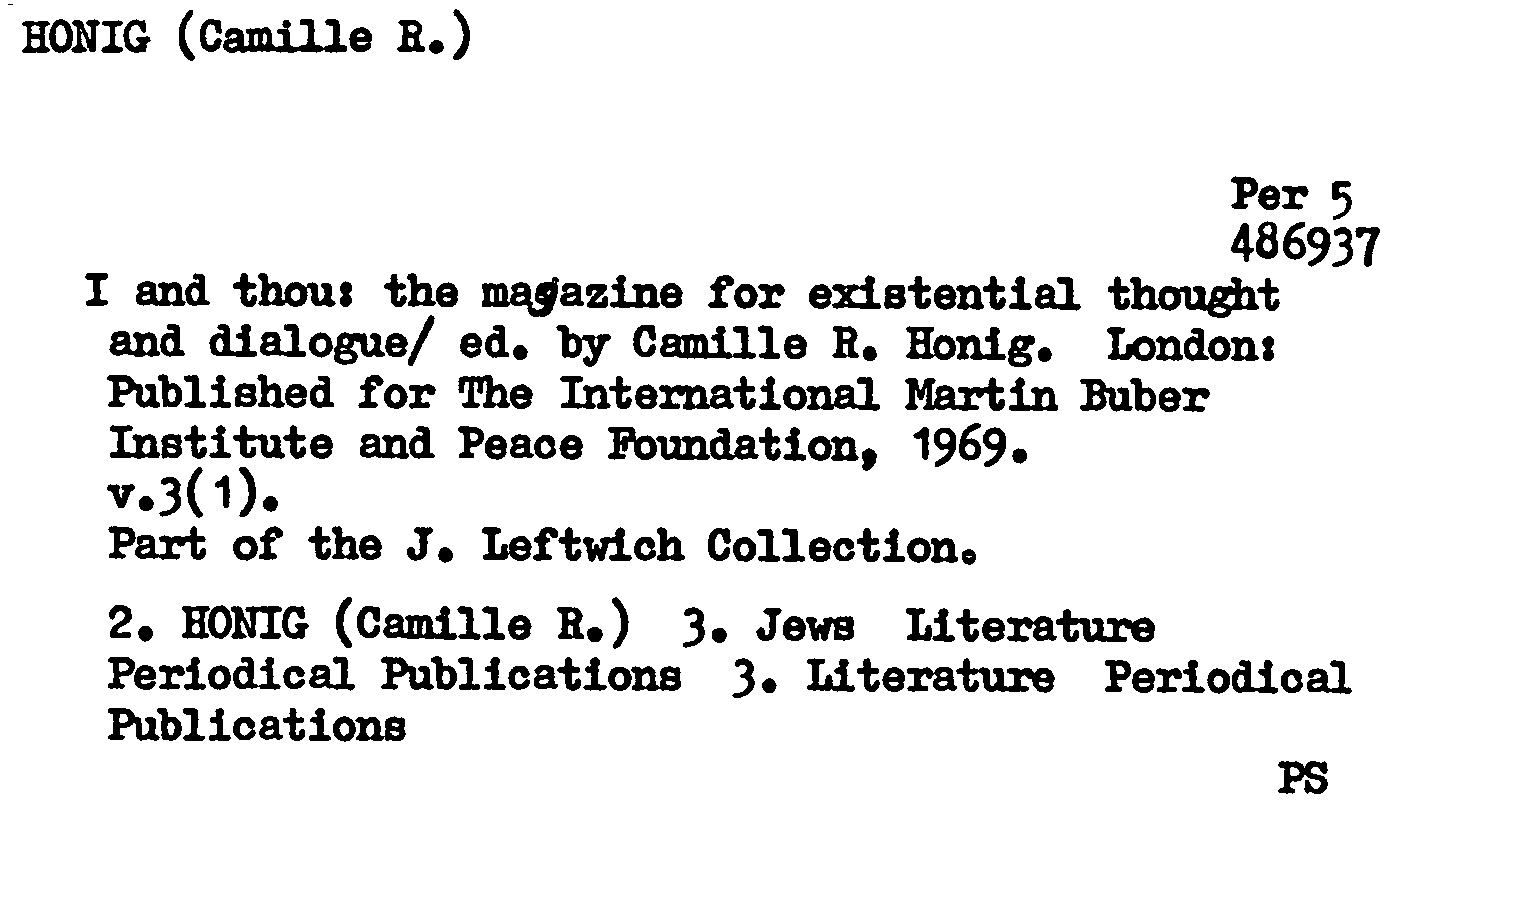 HONIG (Camille R.)
Per 5
486937
I and thou: the magazine for existential thought
and dialogue/ ed. by Camille R. Honig. London:
Published for The International Martin Buber
Institute and Peace Foundation, 1969.
v.3(1).
Part of the J. Leftwich Collection.
2. HONIG (Camille R.) 3. Jews Literature
Periodical Publications 3. Literature Periodical
Publications
PS